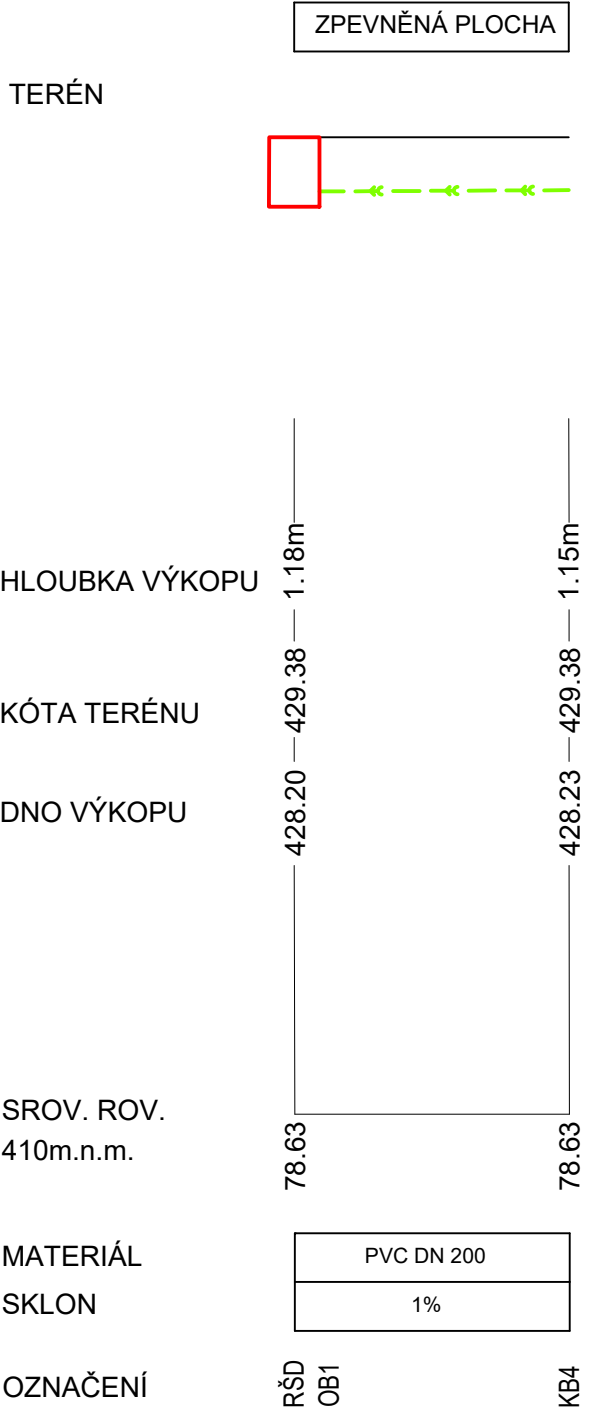 ZPEVNĚNÁ PLOCHA
TERÉN
HLOUBKA VÝKOPU 1.18m 1.15m
KÓTA TERÉNU 429.38 429.38
DNO VÝKOPU 428.20 428.23
SROV. ROV.
410m.n.m.
78.63 78.63
MATERIÁL PVC DN 200
SKLON 1%
OZNAČENÍ RŠD OB1 KB4